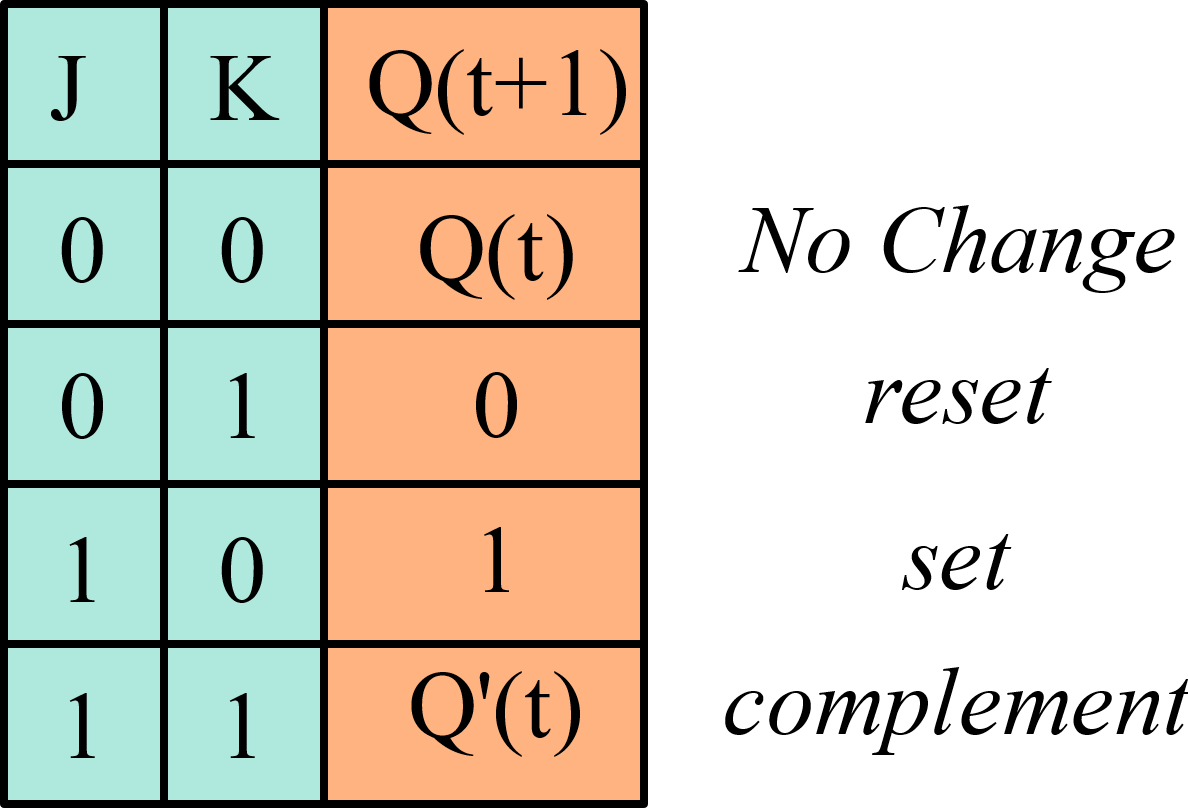 J K Q(t+1)
0 0 Q(t) No Change
0 1 0 reset
1 0 1 set
1 1 Q'(t) complement